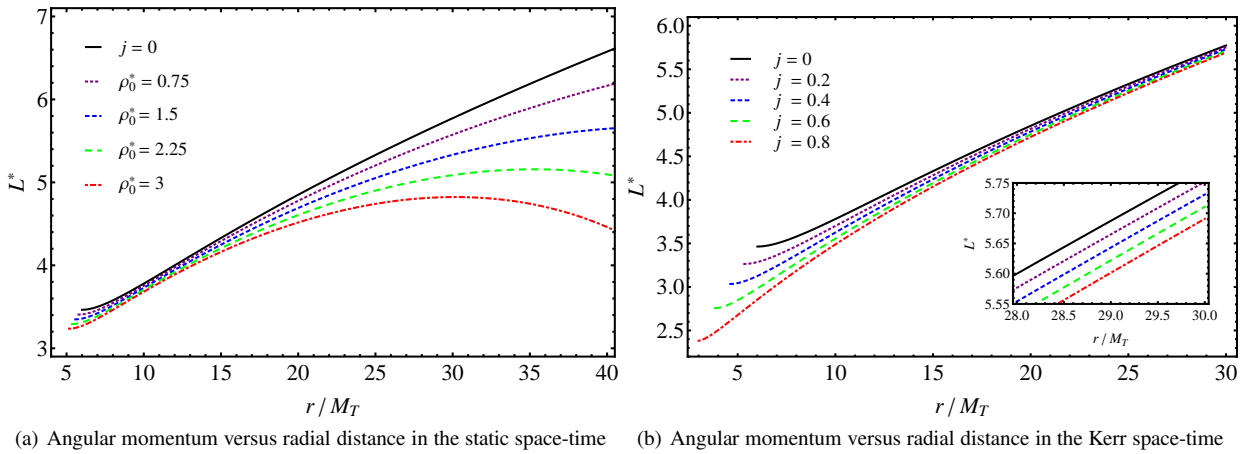 (a)
7
6
5
4
3
L*
j = 0
ρ₀* = 0.75
ρ₀* = 1.5
ρ₀* = 2.25
ρ₀* = 3
5 10 15 20 25 30 35 40
r / M_T
(a) Angular momentum versus radial distance in the static space-time
(b)
6.0
5.5
5.0
4.5
4.0
3.5
3.0
2.5
L*
j = 0
j = 0.2
j = 0.4
j = 0.6
j = 0.8
5.75
5.70
5.65
5.60
5.55
L*
28.0 28.5 29.0 29.5 30.0
r / M_T
5 10 15 20 25 30
r / M_T
(b) Angular momentum versus radial distance in the Kerr space-time